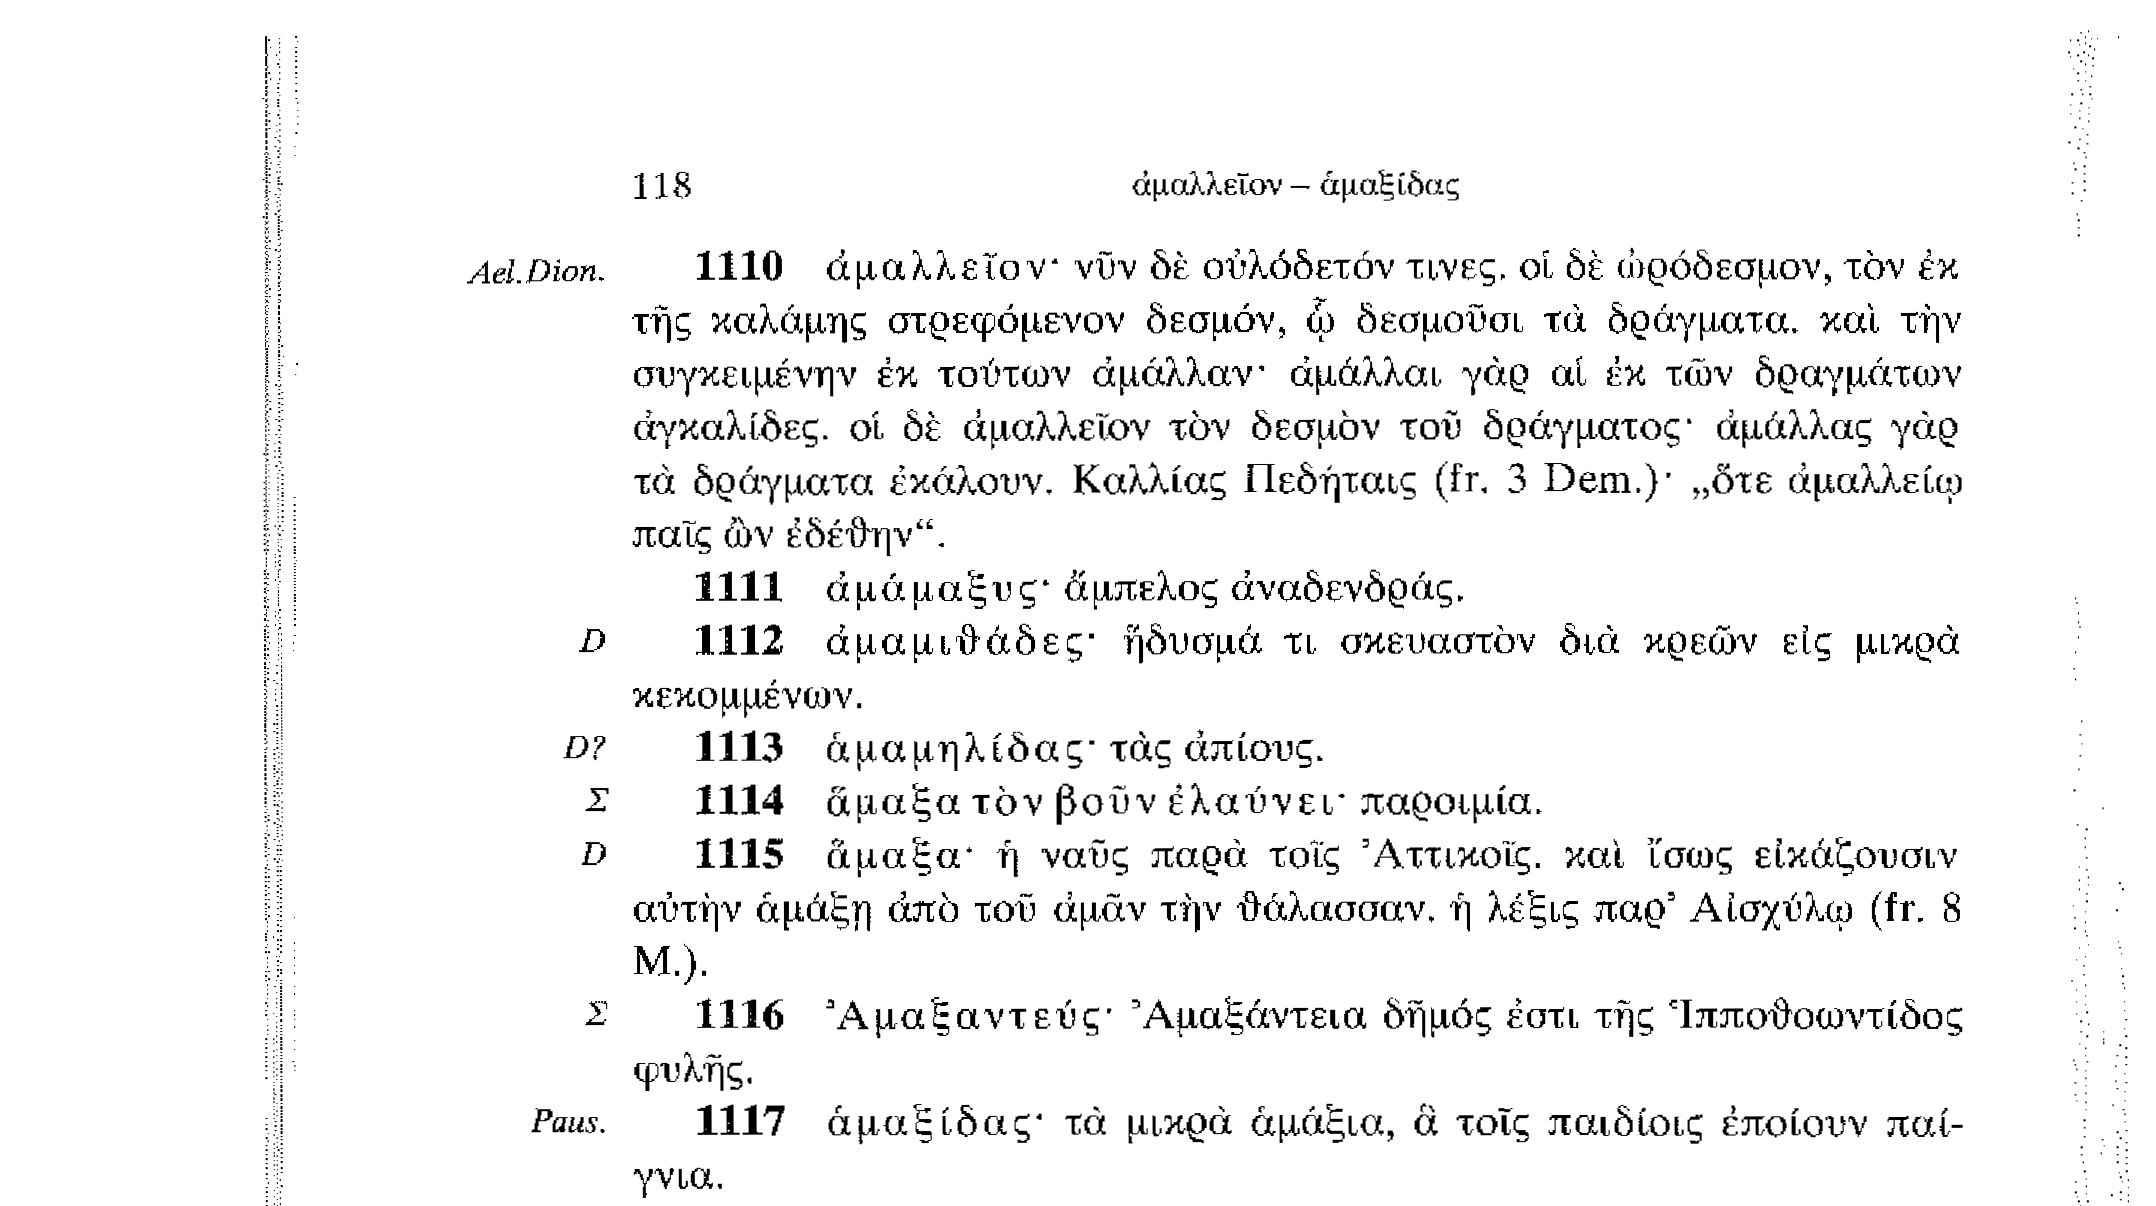 118 ἀμαλλεῖον – ἁμαξίδας
Ael.Dion. 1110 ἀμαλλεῖον· νῦν δὲ οὐλόδετόν τινες. οἱ δὲ ὠρόδεσμον, τὸν ἐκ
τῆς καλάμης στρεφόμενον δεσμόν, ᾧ δεσμοῦσι τὰ δράγματα. καὶ τὴν
συγκειμένην ἐκ τούτων ἀμάλλαν· ἀμάλλαι γὰρ αἱ ἐκ τῶν δραγμάτων
ἀγκαλίδες. οἱ δὲ ἀμαλλεῖον τὸν δεσμὸν τοῦ δράγματος· ἀμάλλας γὰρ
τὰ δράγματα ἐκάλουν. Καλλίας Πεδήταις (fr. 3 Dem.)· „ὅτε ἀμαλλείῳ
παῖς ὢν ἐδέθην“.
1111 ἀμάμαξυς· ἄμπελος ἀναδενδράς.
D 1112 ἀμαμιθάδες· ἥδυσμά τι σκευαστὸν διὰ κρεῶν εἰς μικρὰ
κεκομμένων.
D? 1113 ἁμαμηλίδας· τὰς ἀπίους.
Σ 1114 ἅμαξα τὸν βοῦν ἐλαύνει· παροιμία.
D 1115 ἅμαξα· ἡ ναῦς παρὰ τοῖς Ἀττικοῖς. καὶ ἴσως εἰκάζουσιν
αὐτὴν ἁμάξῃ ἀπὸ τοῦ ἀμᾶν τὴν θάλασσαν. ἡ λέξις παρ’ Αἰσχύλῳ (fr. 8
M.).
Σ 1116 Ἀμαξαντεύς· Ἀμαξάντεια δῆμός ἐστι τῆς Ἱπποθοωντίδος
φυλῆς.
Paus. 1117 ἁμαξίδας· τὰ μικρὰ ἁμάξια, ἃ τοῖς παιδίοις ἐποίουν παί-
γνια.